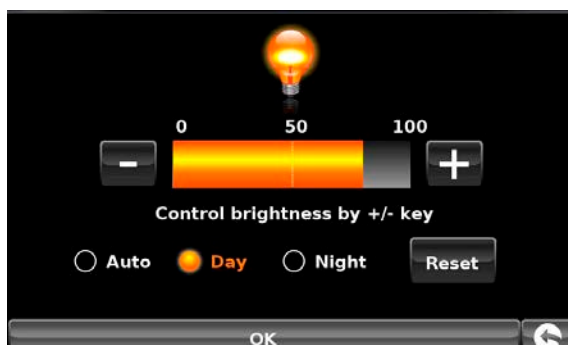 0 50 100
- +
Control brightness by +/- key
Auto Day Night Reset
OK